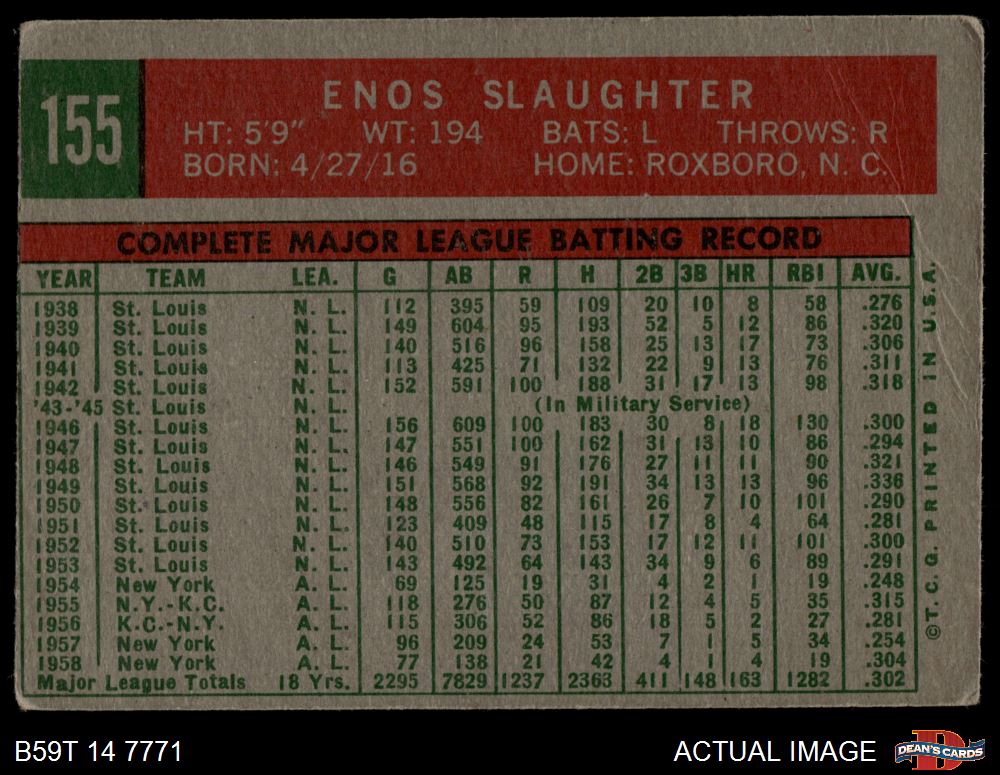 155
ENOS SLAUGHTER
HT: 5'9" WT: 194 BATS: L THROWS: R
BORN: 4/27/16 HOME: ROXBORO, N. C.
COMPLETE MAJOR LEAGUE BATTING RECORD
YEAR TEAM LEA. G AB R H 2B 3B HR RBI AVG.
1938 St. Louis N. L. 112 395 59 109 20 10 8 58 .276
1939 St. Louis N. L. 149 604 95 193 52 5 12 86 .320
1940 St. Louis N. L. 140 516 96 158 25 13 17 73 .306
1941 St. Louis N. L. 113 425 71 132 22 9 13 76 .311
1942 St. Louis N. L. 152 591 100 188 31 17 13 98 .318
'43-'45 St. Louis N. L. (In Military Service)
1946 St. Louis N. L. 156 609 100 183 30 8 18 130 .300
1947 St. Louis N. L. 147 551 100 162 31 13 10 86 .294
1948 St. Louis N. L. 146 549 91 176 27 11 11 90 .321
1949 St. Louis N. L. 151 568 92 191 34 13 13 96 .336
1950 St. Louis N. L. 148 556 82 161 26 7 10 101 .290
1951 St. Louis N. L. 123 409 48 115 17 8 4 64 .281
1952 St. Louis N. L. 140 510 73 153 17 12 11 101 .300
1953 St. Louis N. L. 143 492 64 143 34 9 6 89 .291
1954 New York A. L. 69 125 19 31 4 2 1 19 .248
1955 N.Y.-K.C. A. L. 118 276 50 87 12 4 5 35 .315
1956 K.C.-N.Y. A. L. 115 306 52 86 18 5 2 27 .281
1957 New York A. L. 96 209 24 53 7 1 5 34 .254
1958 New York A. L. 77 138 21 42 4 1 4 19 .304
Major League Totals 18 Yrs. 2295 7829 1237 2363 411 148 163 1282 .302
©T. C. G. PRINTED IN U.S.A.
B59T 14 7771
ACTUAL IMAGE
D
DEAN'S CARDS